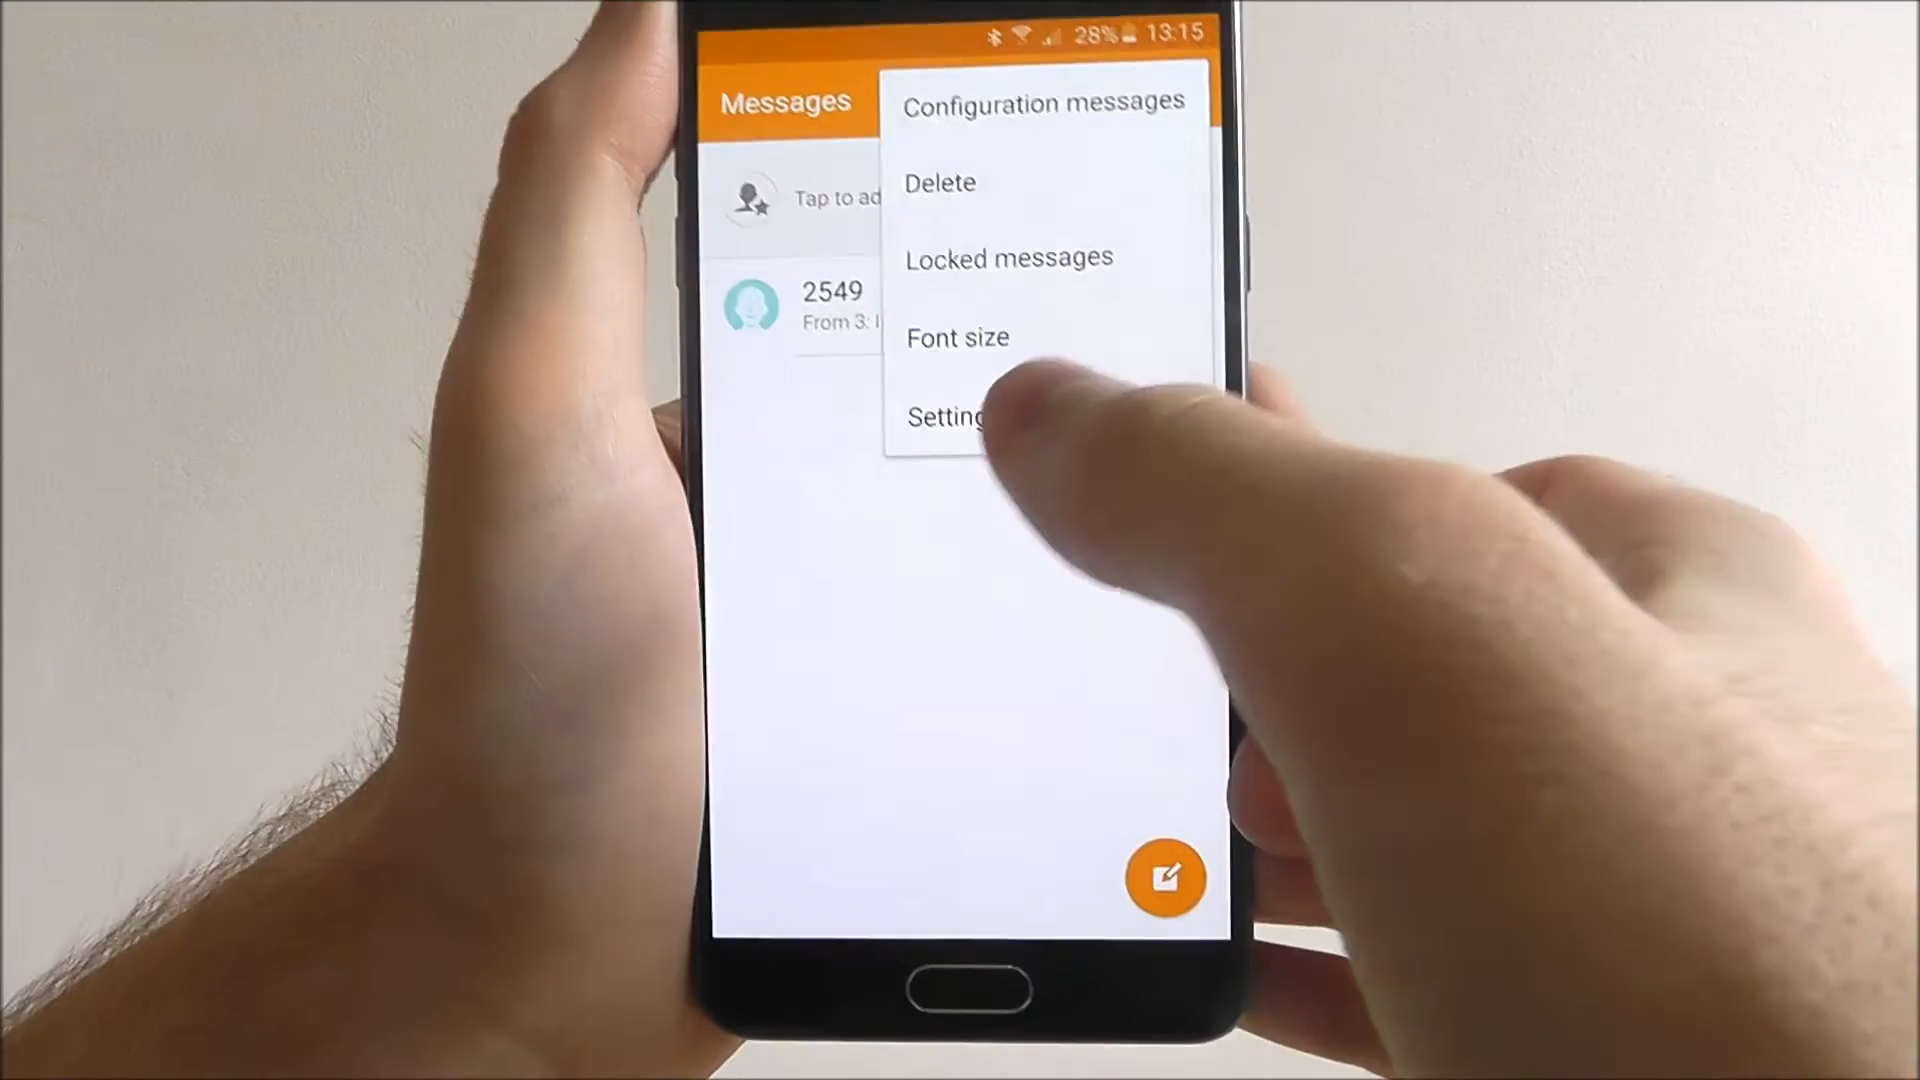 28% 13:15
Messages
Configuration messages
Delete
Tap to ad
Locked messages
2549
From 3: I
Font size
Setting